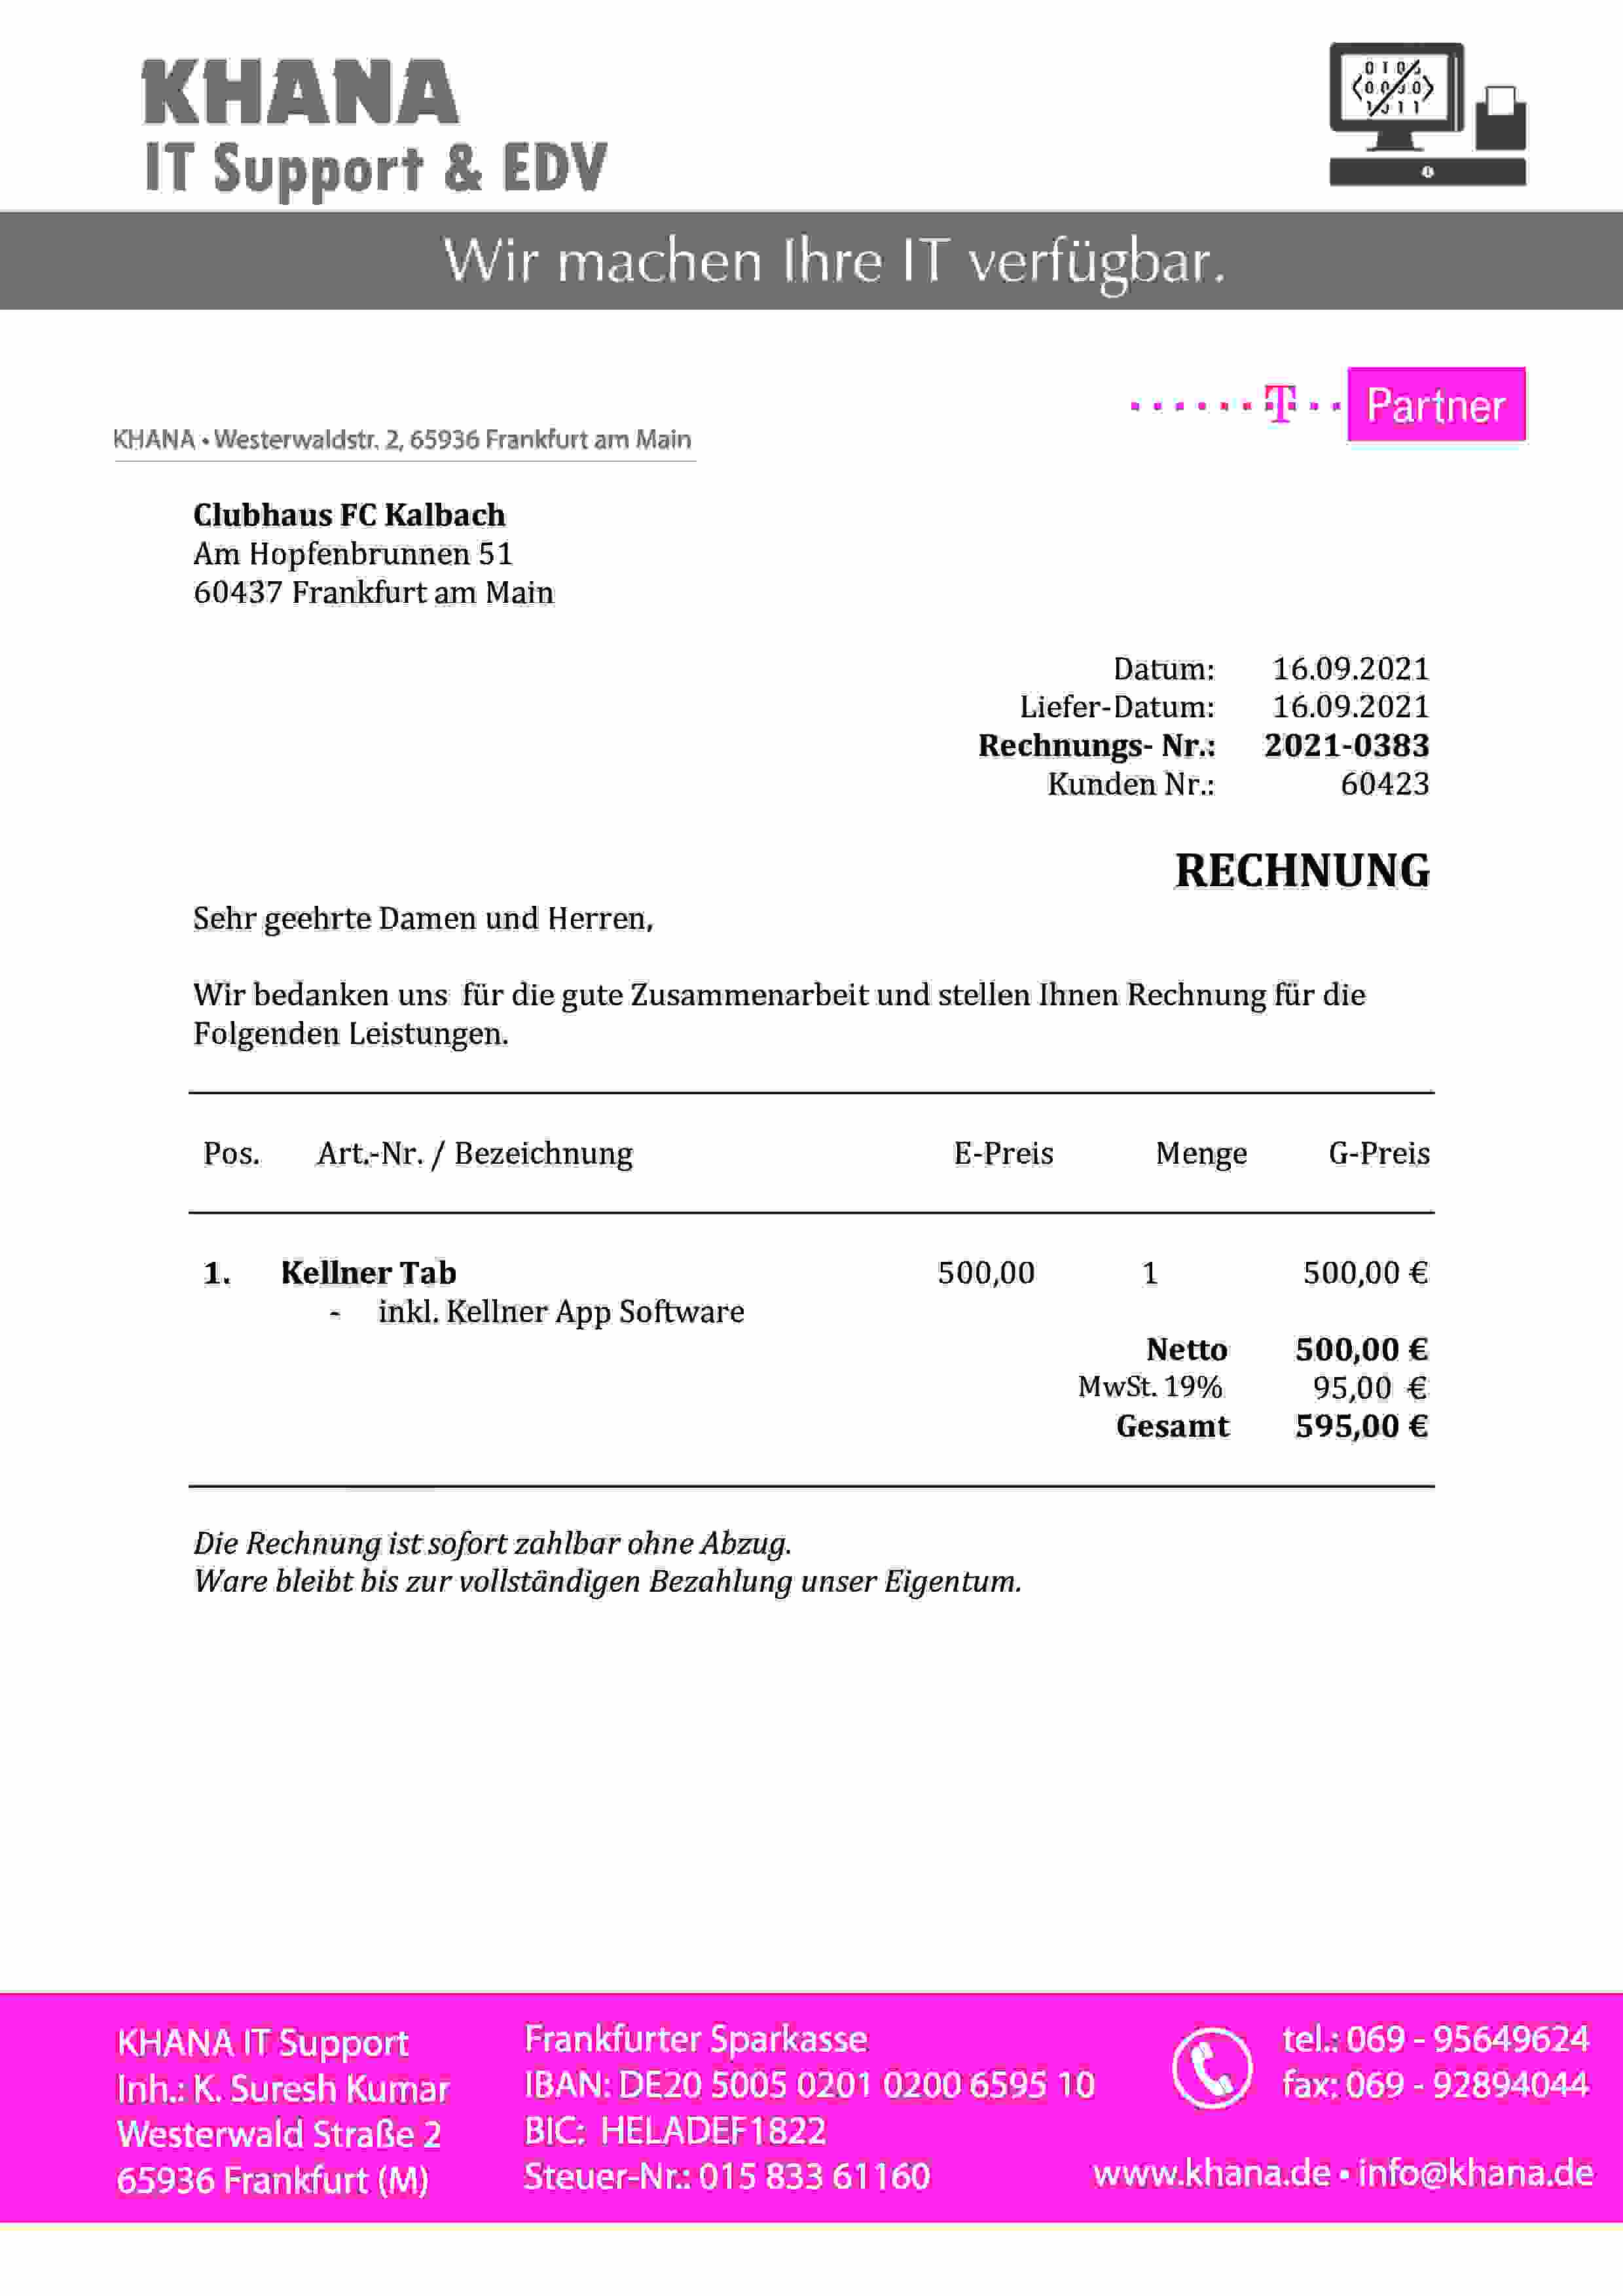 KHANA
IT Support & EDV
Wir machen Ihre IT verfügbar.
T Partner
KHANA • Westerwaldstr. 2, 65936 Frankfurt am Main
Clubhaus FC Kalbach
Am Hopfenbrunnen 51
60437 Frankfurt am Main
Datum: 16.09.2021
Liefer-Datum: 16.09.2021
Rechnungs- Nr.: 2021-0383
Kunden Nr.: 60423
RECHNUNG
Sehr geehrte Damen und Herren,
Wir bedanken uns für die gute Zusammenarbeit und stellen Ihnen Rechnung für die
Folgenden Leistungen.
Pos. Art.-Nr. / Bezeichnung E-Preis Menge G-Preis
1. Kellner Tab 500,00 1 500,00 €
- inkl. Kellner App Software
Netto 500,00 €
MwSt. 19% 95,00 €
Gesamt 595,00 €
Die Rechnung ist sofort zahlbar ohne Abzug.
Ware bleibt bis zur vollständigen Bezahlung unser Eigentum.
KHANA IT Support
Inh.: K. Suresh Kumar
Westerwald Straße 2
65936 Frankfurt (M)
Frankfurter Sparkasse
IBAN: DE20 5005 0201 0200 6595 10
BIC: HELADEF1822
Steuer-Nr.: 015 833 61160
tel.: 069 - 95649624
fax: 069 - 92894044
www.khana.de • info@khana.de